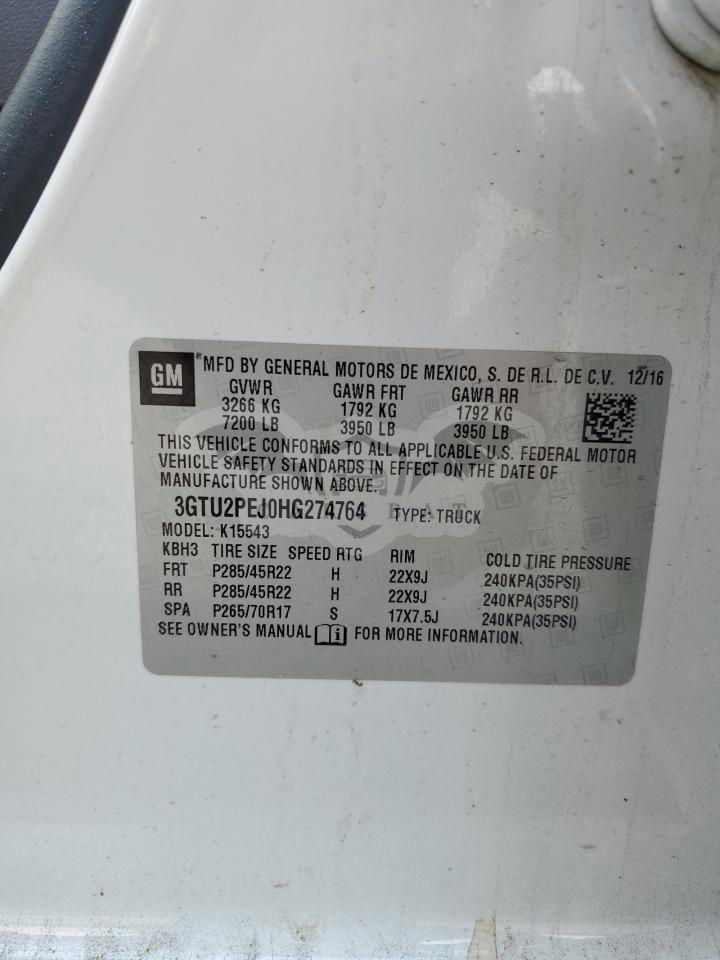 GM
MFD BY GENERAL MOTORS DE MEXICO, S. DE R.L. DE C.V. 12/16
GVWR GAWR FRT GAWR RR
3266 KG 1792 KG 1792 KG
7200 LB 3950 LB 3950 LB
THIS VEHICLE CONFORMS TO ALL APPLICABLE U.S. FEDERAL MOTOR
VEHICLE SAFETY STANDARDS IN EFFECT ON THE DATE OF
MANUFACTURE SHOWN ABOVE.
3GTU2PEJ0HG274764 TYPE: TRUCK
MODEL: K15543
KBH3 TIRE SIZE SPEED RTG RIM COLD TIRE PRESSURE
FRT P285/45R22 H 22X9J 240KPA(35PSI)
RR P285/45R22 H 22X9J 240KPA(35PSI)
SPA P265/70R17 S 17X7.5J 240KPA(35PSI)
SEE OWNER'S MANUAL FOR MORE INFORMATION.